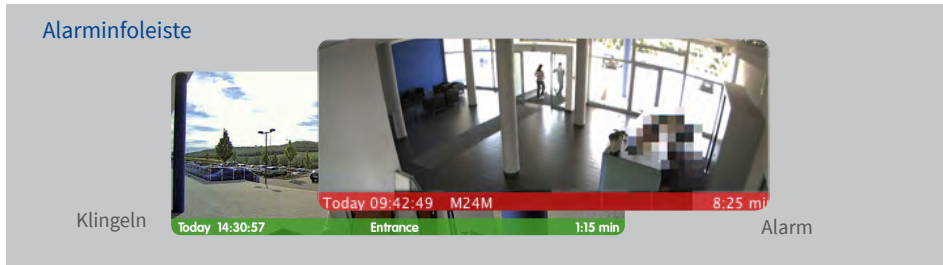 Alarminfoleiste
Today 09:42:49 M24M 8:25 min
Klingeln
Today 14:30:57 Entrance 1:15 min
Alarm